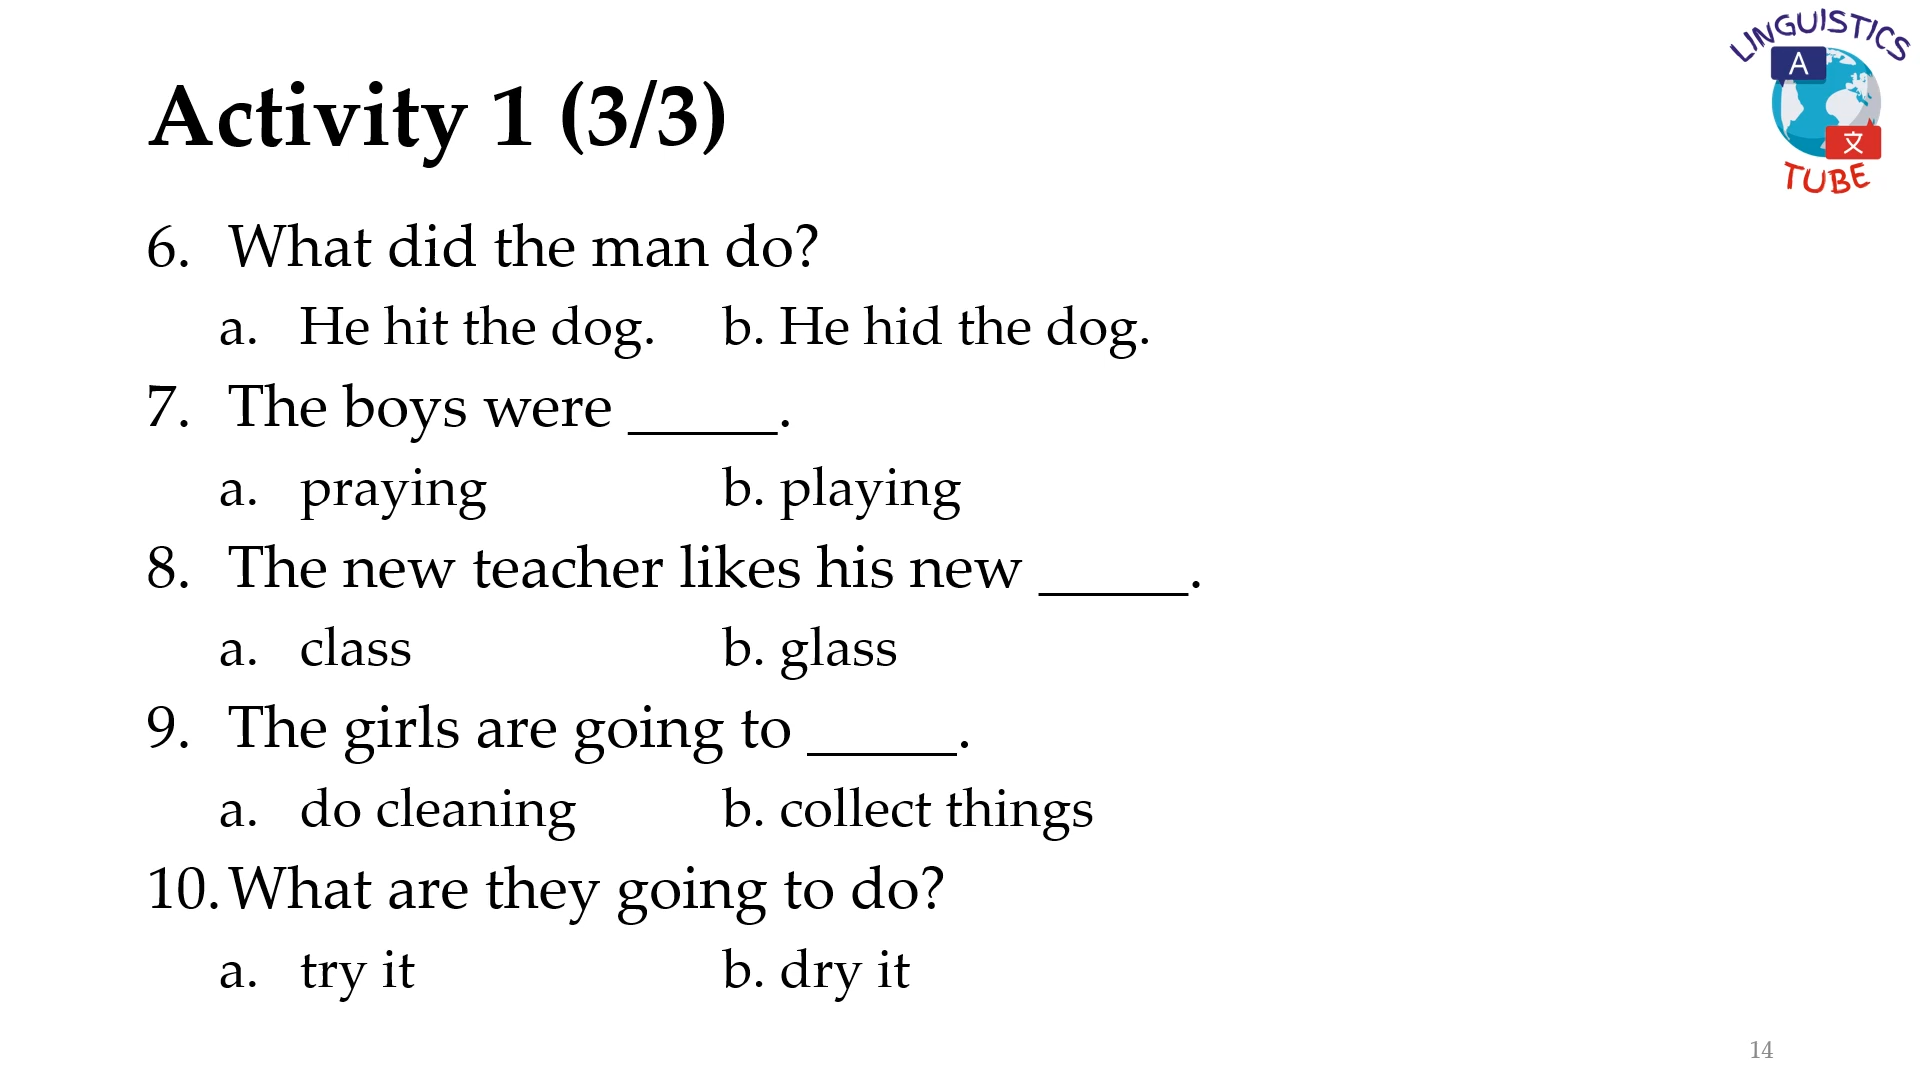 LINGUISTICS
A
文
TUBE
Activity 1 (3/3)
6. What did the man do?
a. He hit the dog. b. He hid the dog.
7. The boys were _____.
a. praying b. playing
8. The new teacher likes his new _____.
a. class b. glass
9. The girls are going to _____.
a. do cleaning b. collect things
10. What are they going to do?
a. try it b. dry it
14